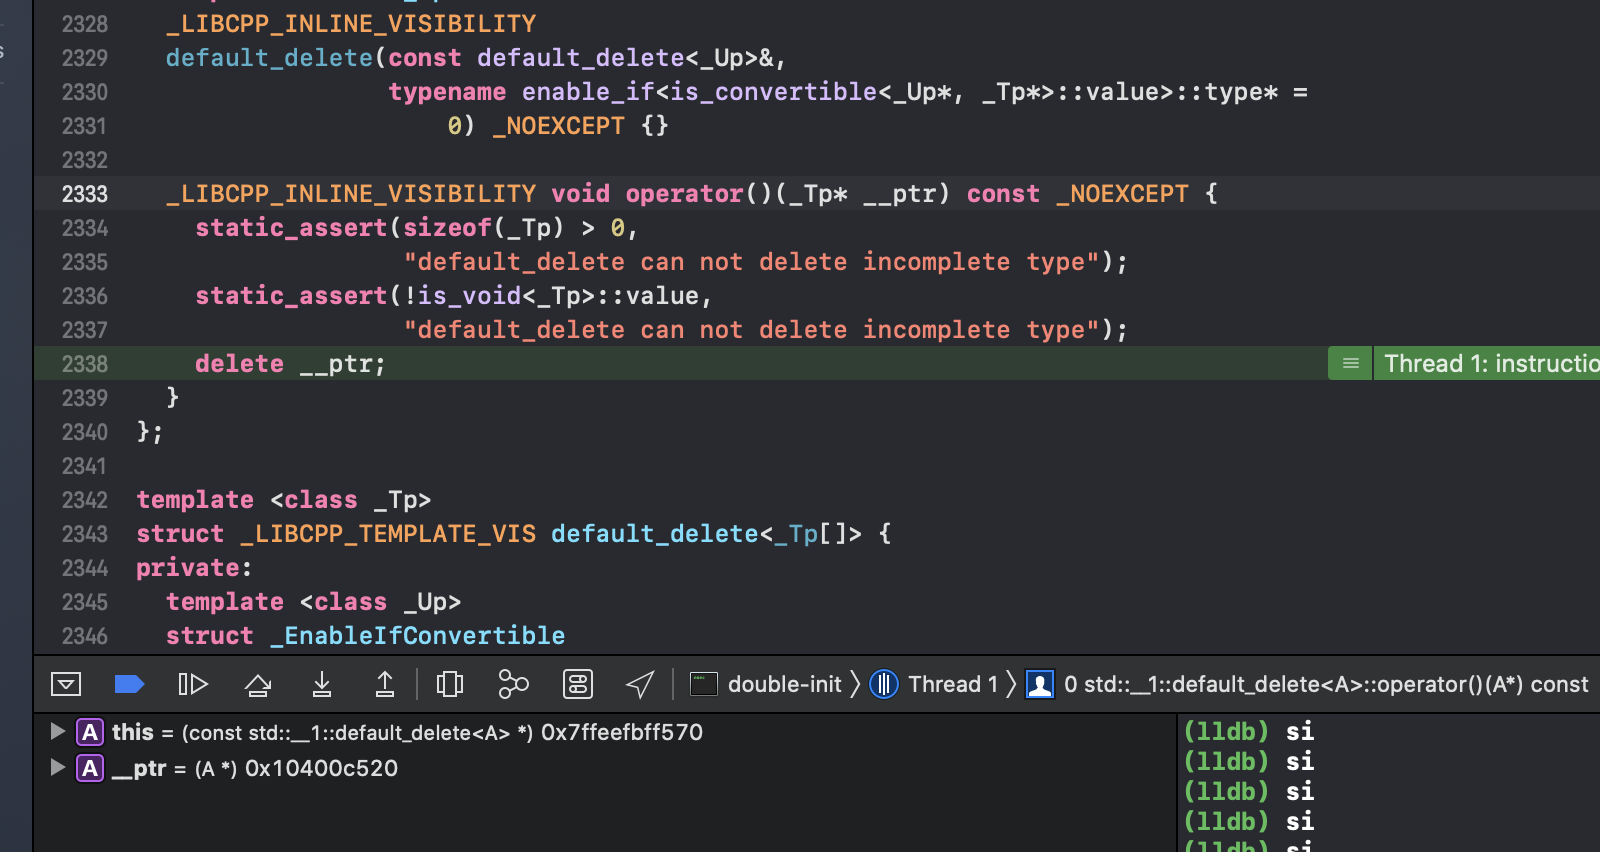 2328 _LIBCPP_INLINE_VISIBILITY
2329 default_delete(const default_delete<_Up>&,
2330 typename enable_if<is_convertible<_Up*, _Tp*>::value>::type* =
2331 0) _NOEXCEPT {}
2332
2333 _LIBCPP_INLINE_VISIBILITY void operator()(_Tp* __ptr) const _NOEXCEPT {
2334 static_assert(sizeof(_Tp) > 0,
2335 "default_delete can not delete incomplete type");
2336 static_assert(!is_void<_Tp>::value,
2337 "default_delete can not delete incomplete type");
2338 delete __ptr; Thread 1: instructio
2339 }
2340 };
2341
2342 template <class _Tp>
2343 struct _LIBCPP_TEMPLATE_VIS default_delete<_Tp[]> {
2344 private:
2345 template <class _Up>
2346 struct _EnableIfConvertible
double-init Thread 1 0 std::__1::default_delete<A>::operator()(A*) const
A this = (const std::__1::default_delete<A> *) 0x7ffeefbff570
A __ptr = (A *) 0x10400c520
(lldb) si
(lldb) si
(lldb) si
(lldb) si
(lldb) si